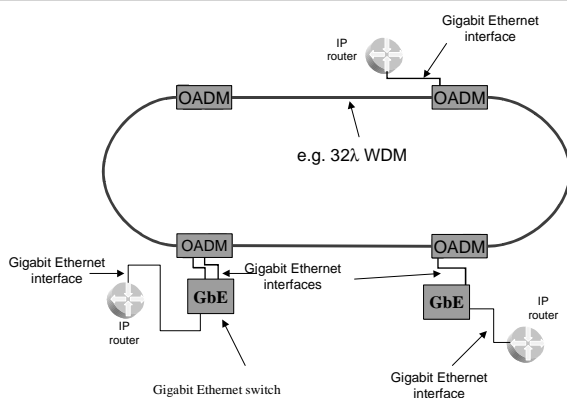 Gigabit Ethernet
interface
IP
router
OADM
OADM
e.g. 32λ WDM
OADM
OADM
Gigabit Ethernet
interface
Gigabit Ethernet
interfaces
GbE
GbE
IP
router
IP
router
Gigabit Ethernet switch
Gigabit Ethernet
interface